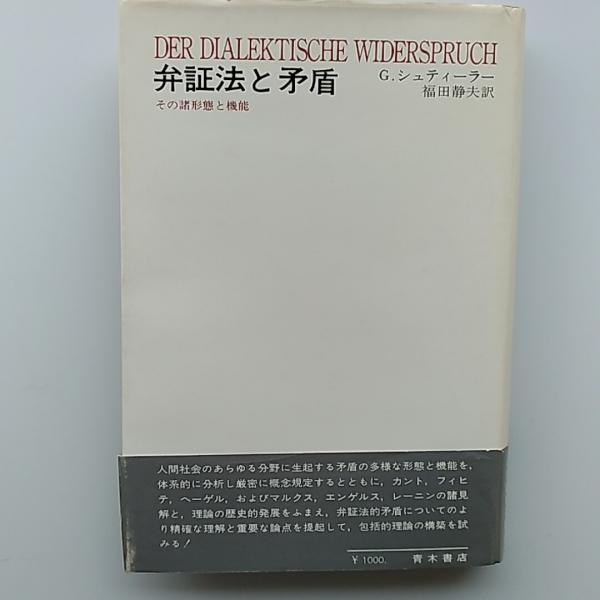 DER DIALEKTISCHE WIDERSPRUCH
弁証法と矛盾
G.シュティーラー
福田静夫訳
その諸形態と機能
人間社会のあらゆる分野に生起する矛盾の多様な形態と機能を,
体系的に分析し厳密に概念規定するとともに, カント, フィヒ
テ, ヘーゲル, およびマルクス, エンゲルス, レーニンの諸見
解と, 理論の歴史的発展をふまえ, 弁証法的矛盾についてのよ
り精確な理解と重要な論点を提起して, 包括的理論の構築を試
みる!
¥1000. 青木書店